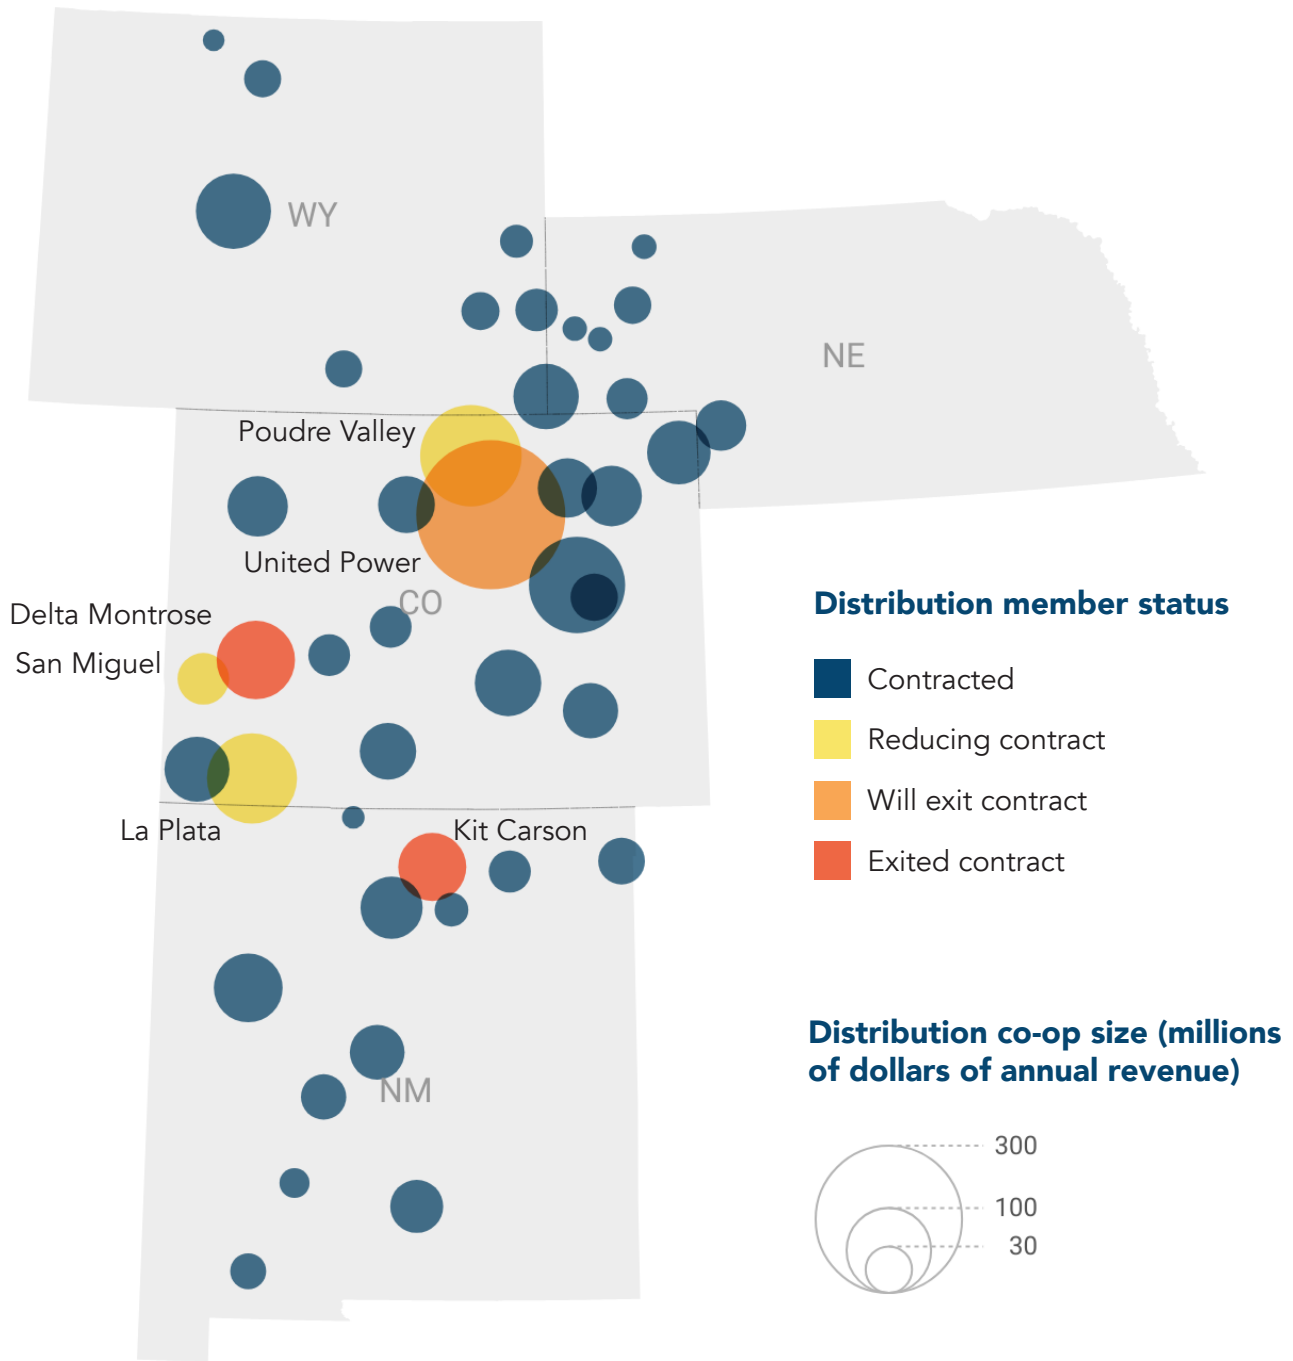 WY
NE
Poudre Valley
United Power
CO
Delta Montrose
San Miguel
La Plata
Kit Carson
NM
Distribution member status
Contracted
Reducing contract
Will exit contract
Exited contract
Distribution co-op size (millions
of dollars of annual revenue)
300
100
30